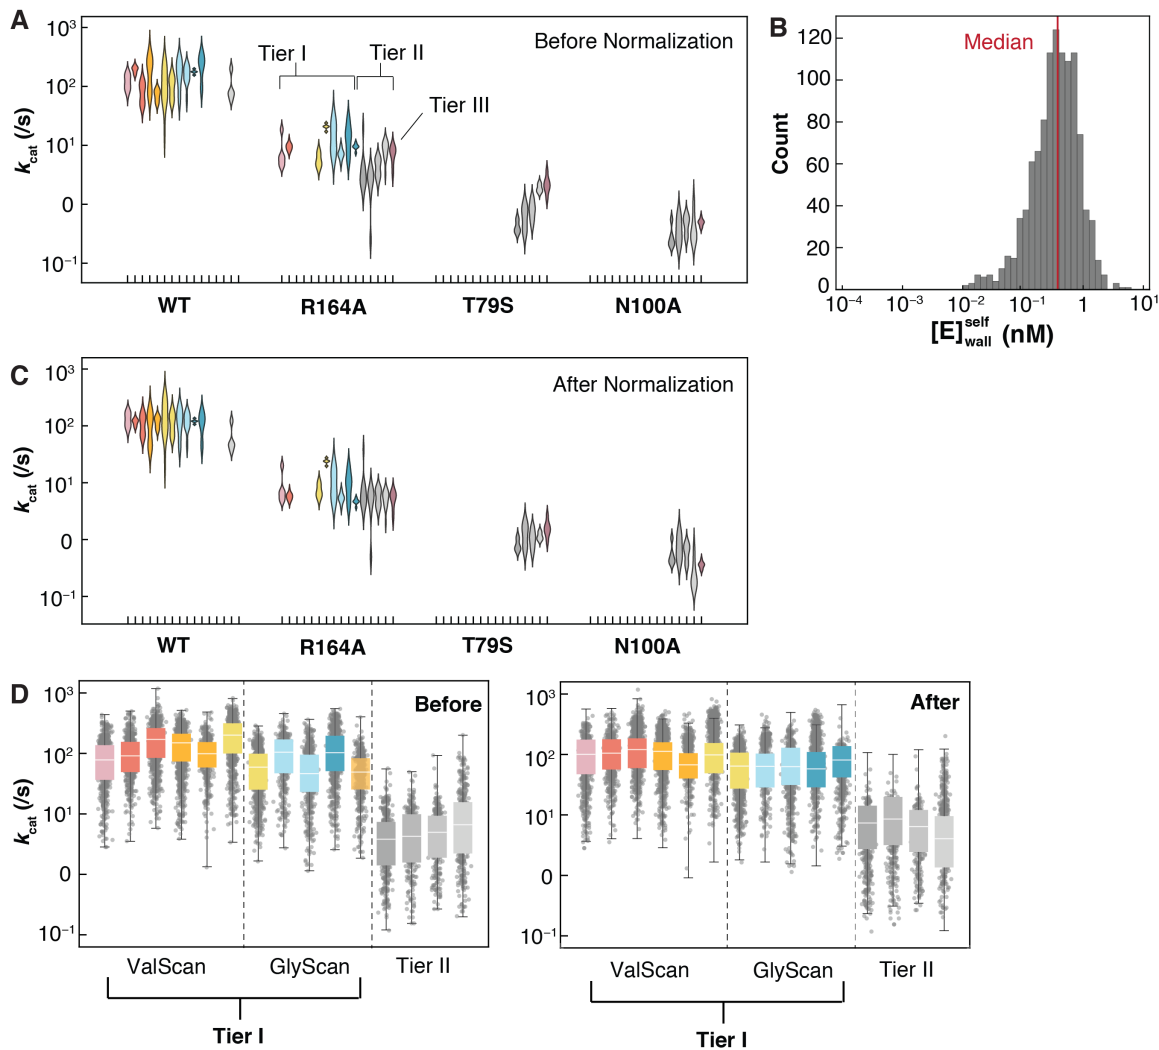 A
10³
10²
10¹
0
10⁻¹
k_cat (/s)
Before Normalization
Tier I
Tier II
Tier III
WT
R164A
T79S
N100A
B
120
100
80
60
40
20
0
Count
Median
10⁻⁴
10⁻³
10⁻²
10⁻¹
1
10¹
[E]^self_wall (nM)
C
10³
10²
10¹
0
10⁻¹
k_cat (/s)
After Normalization
WT
R164A
T79S
N100A
D
10³
10²
10¹
0
10⁻¹
k_cat (/s)
Before
ValScan
GlyScan
Tier II
Tier I
10³
10²
10¹
0
10⁻¹
After
ValScan
GlyScan
Tier II
Tier I